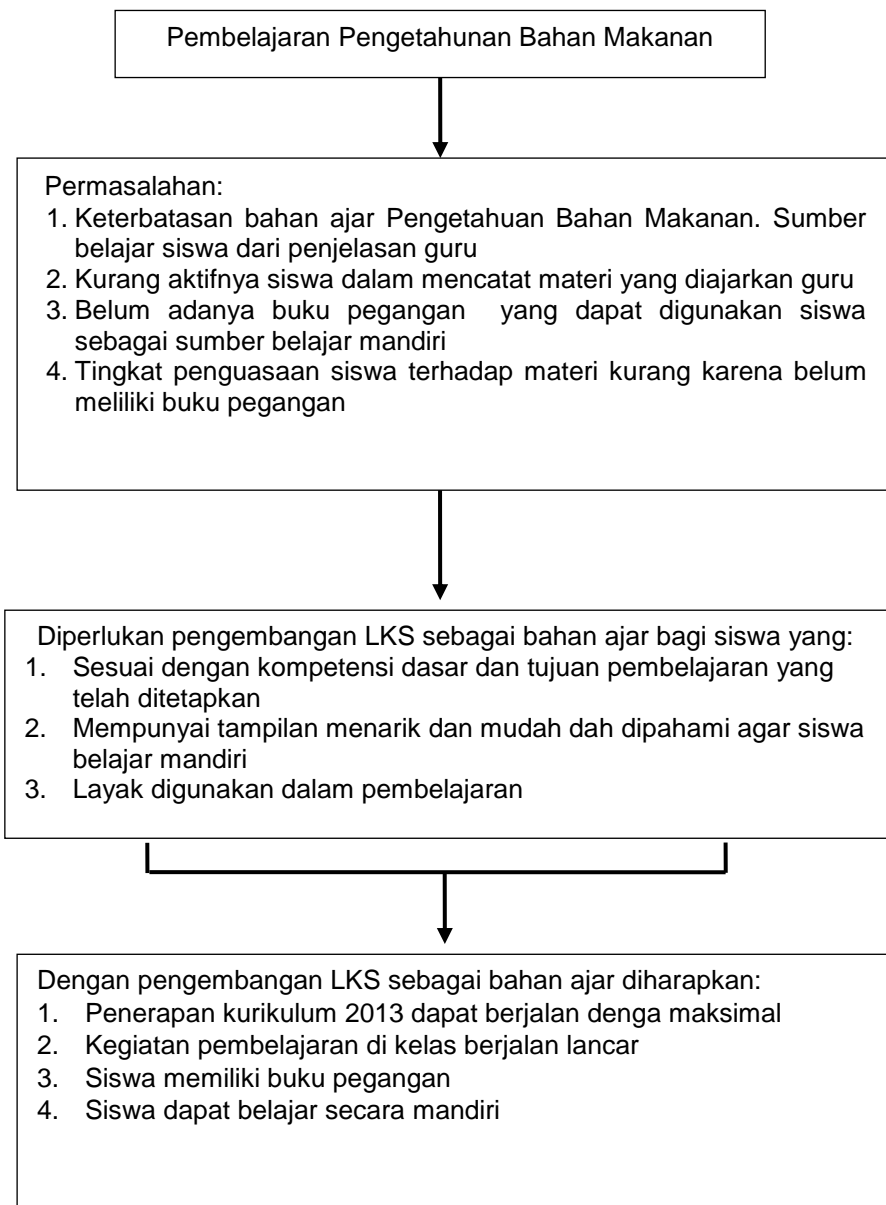 Pembelajaran Pengetahunan Bahan Makanan
Permasalahan:
1. Keterbatasan bahan ajar Pengetahuan Bahan Makanan. Sumber
belajar siswa dari penjelasan guru
2. Kurang aktifnya siswa dalam mencatat materi yang diajarkan guru
3. Belum adanya buku pegangan yang dapat digunakan siswa
sebagai sumber belajar mandiri
4. Tingkat penguasaan siswa terhadap materi kurang karena belum
meliliki buku pegangan
Diperlukan pengembangan LKS sebagai bahan ajar bagi siswa yang:
1. Sesuai dengan kompetensi dasar dan tujuan pembelajaran yang
telah ditetapkan
2. Mempunyai tampilan menarik dan mudah dah dipahami agar siswa
belajar mandiri
3. Layak digunakan dalam pembelajaran
Dengan pengembangan LKS sebagai bahan ajar diharapkan:
1. Penerapan kurikulum 2013 dapat berjalan denga maksimal
2. Kegiatan pembelajaran di kelas berjalan lancar
3. Siswa memiliki buku pegangan
4. Siswa dapat belajar secara mandiri